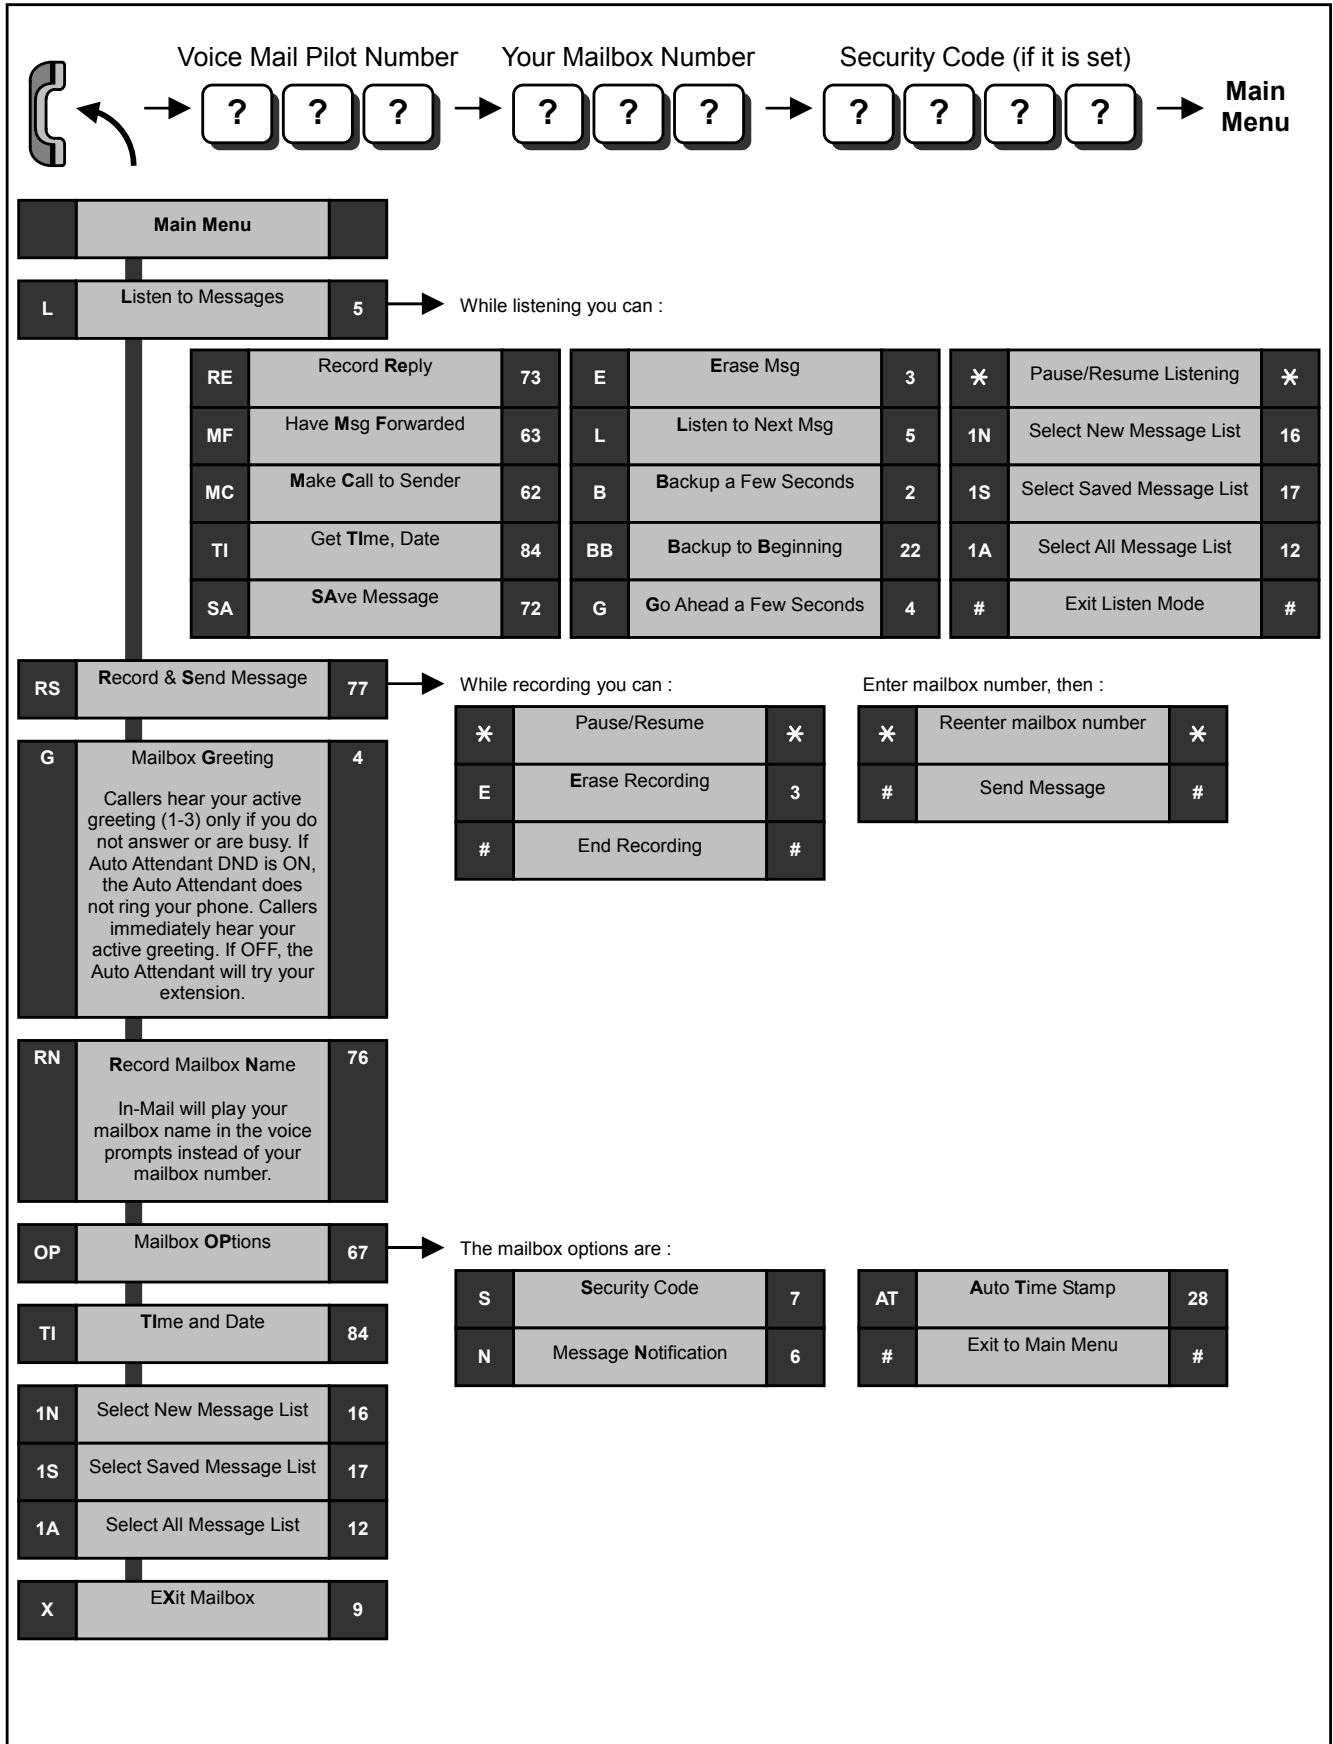 Voice Mail Pilot Number
Your Mailbox Number
Security Code (if it is set)
? ? ?
? ? ?
? ? ? ?
Main
Menu
Main Menu
L Listen to Messages 5
While listening you can :
RE Record Reply 73
MF Have Msg Forwarded 63
MC Make Call to Sender 62
TI Get TIme, Date 84
SA SAve Message 72
E Erase Msg 3
L Listen to Next Msg 5
B Backup a Few Seconds 2
BB Backup to Beginning 22
G Go Ahead a Few Seconds 4
* Pause/Resume Listening *
1N Select New Message List 16
1S Select Saved Message List 17
1A Select All Message List 12
# Exit Listen Mode #
RS Record & Send Message 77
While recording you can :
* Pause/Resume *
E Erase Recording 3
# End Recording #
Enter mailbox number, then :
* Reenter mailbox number *
# Send Message #
G Mailbox Greeting 4
Callers hear your active
greeting (1-3) only if you do
not answer or are busy. If
Auto Attendant DND is ON,
the Auto Attendant does
not ring your phone. Callers
immediately hear your
active greeting. If OFF, the
Auto Attendant will try your
extension.
RN Record Mailbox Name 76
In-Mail will play your
mailbox name in the voice
prompts instead of your
mailbox number.
OP Mailbox OPtions 67
The mailbox options are :
S Security Code 7
N Message Notification 6
AT Auto Time Stamp 28
# Exit to Main Menu #
TI TIme and Date 84
1N Select New Message List 16
1S Select Saved Message List 17
1A Select All Message List 12
X EXit Mailbox 9